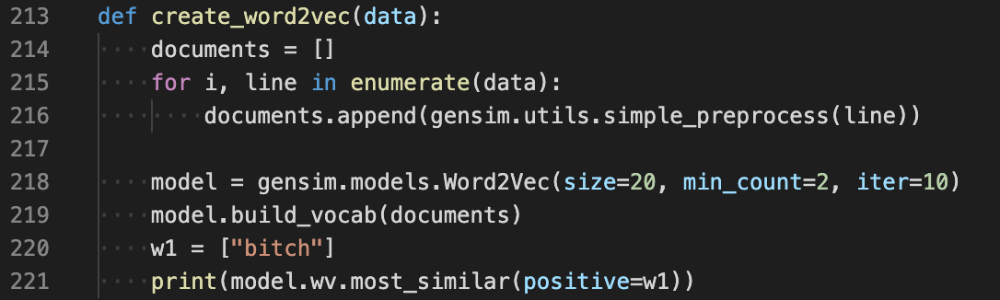 213 def create_word2vec(data):
214 documents = []
215 for i, line in enumerate(data):
216 documents.append(gensim.utils.simple_preprocess(line))
217
218 model = gensim.models.Word2Vec(size=20, min_count=2, iter=10)
219 model.build_vocab(documents)
220 w1 = ["bitch"]
221 print(model.wv.most_similar(positive=w1))